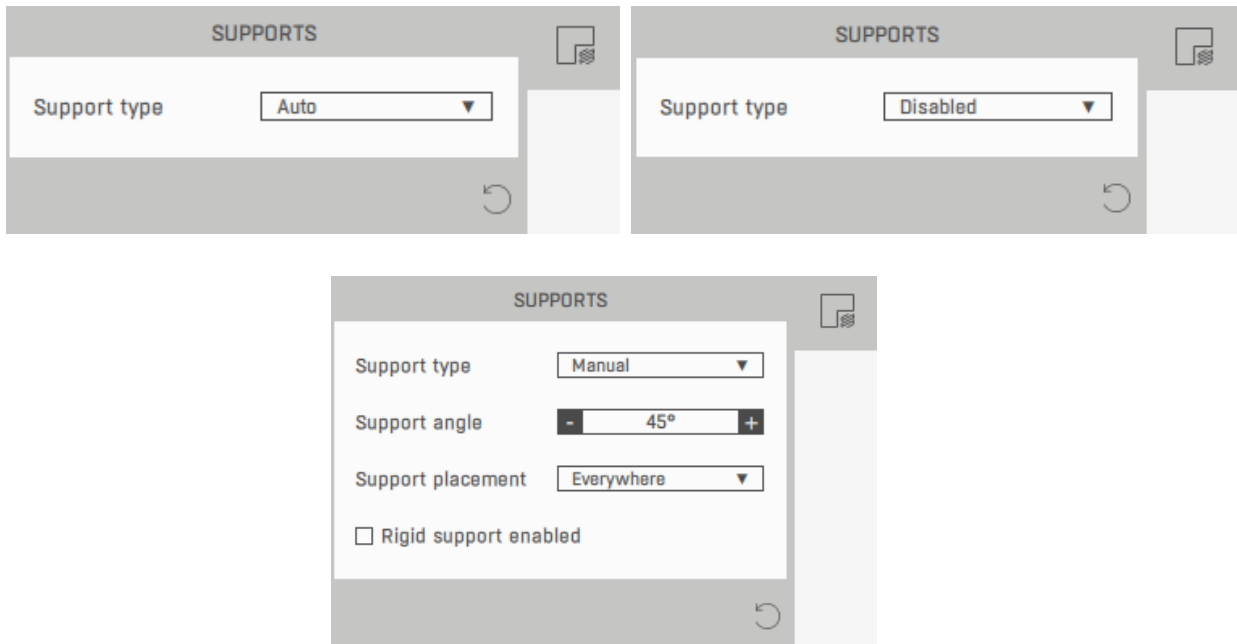 SUPPORTS
Support type Auto ▼
SUPPORTS
Support type Disabled ▼
SUPPORTS
Support type Manual ▼
Support angle - 45° +
Support placement Everywhere ▼
Rigid support enabled